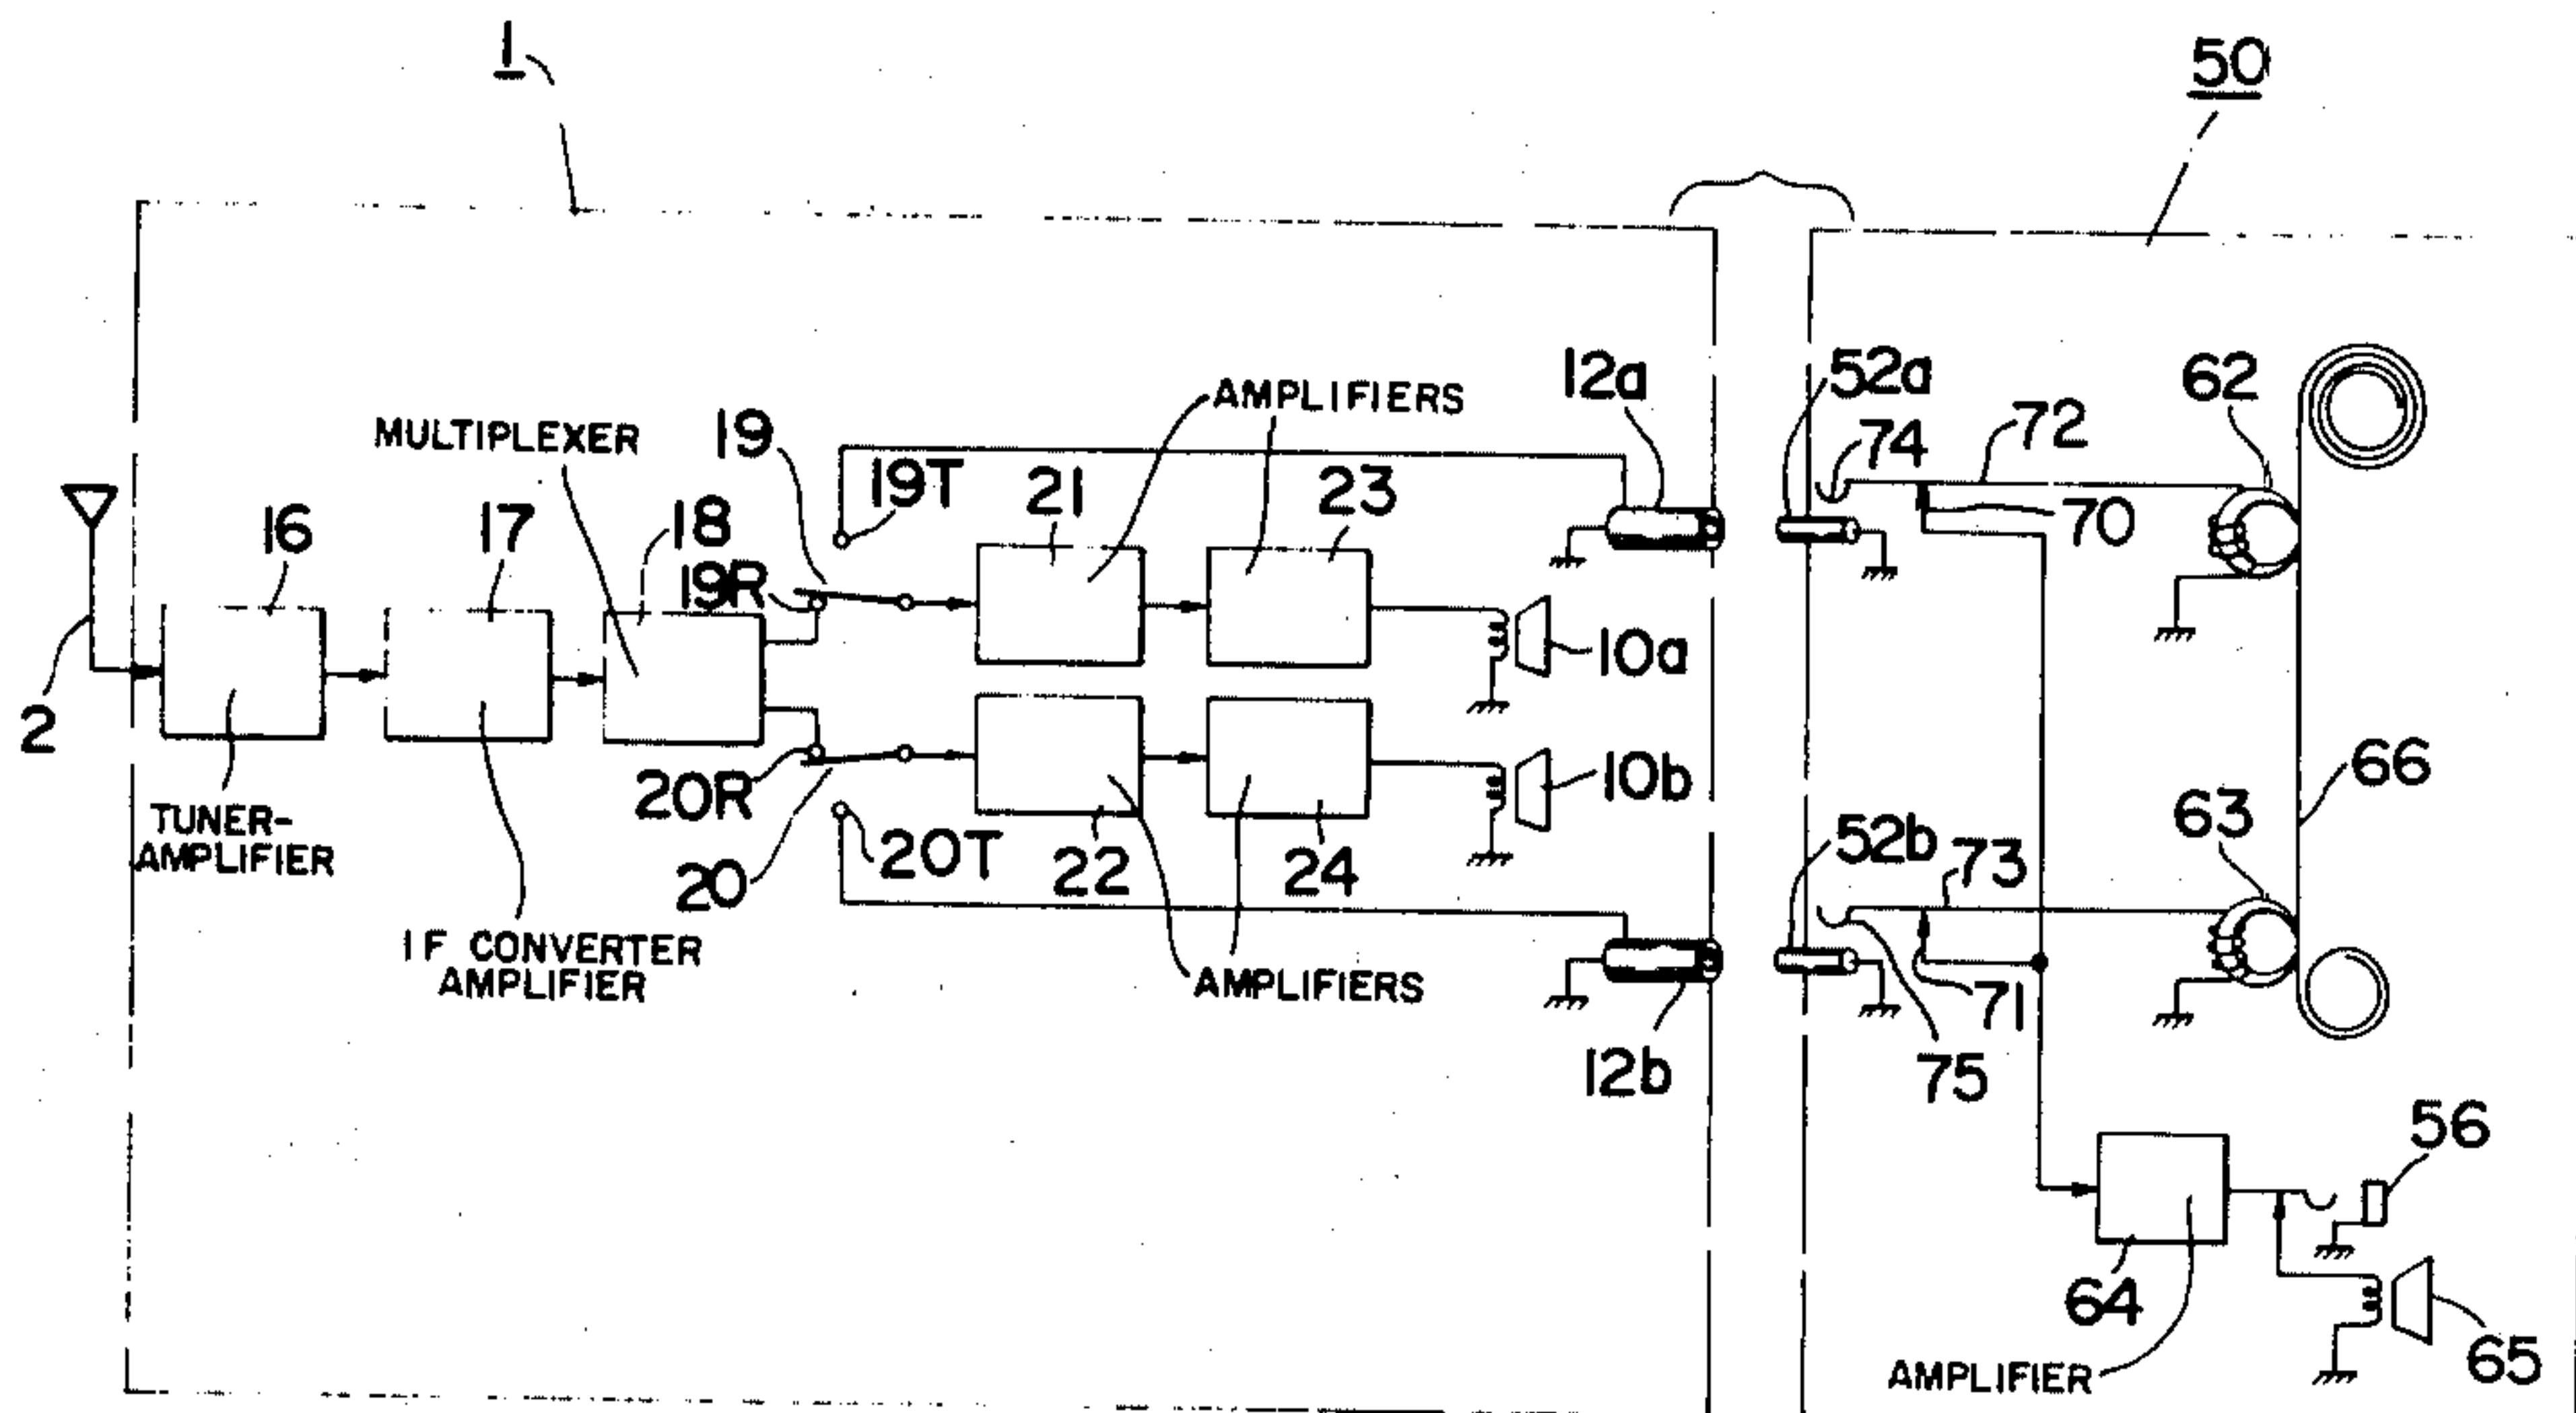 1
50
AMPLIFIERS
12a
52a
62
MULTIPLEXER
19
74
72
19T
21
23
16
17
18
70
19R
10a
2
20R
10b
66
TUNER-
AMPLIFIER
20
20T
22
24
52b
73
63
IF CONVERTER
AMPLIFIER
AMPLIFIERS
71
12b
75
56
64
65
AMPLIFIER